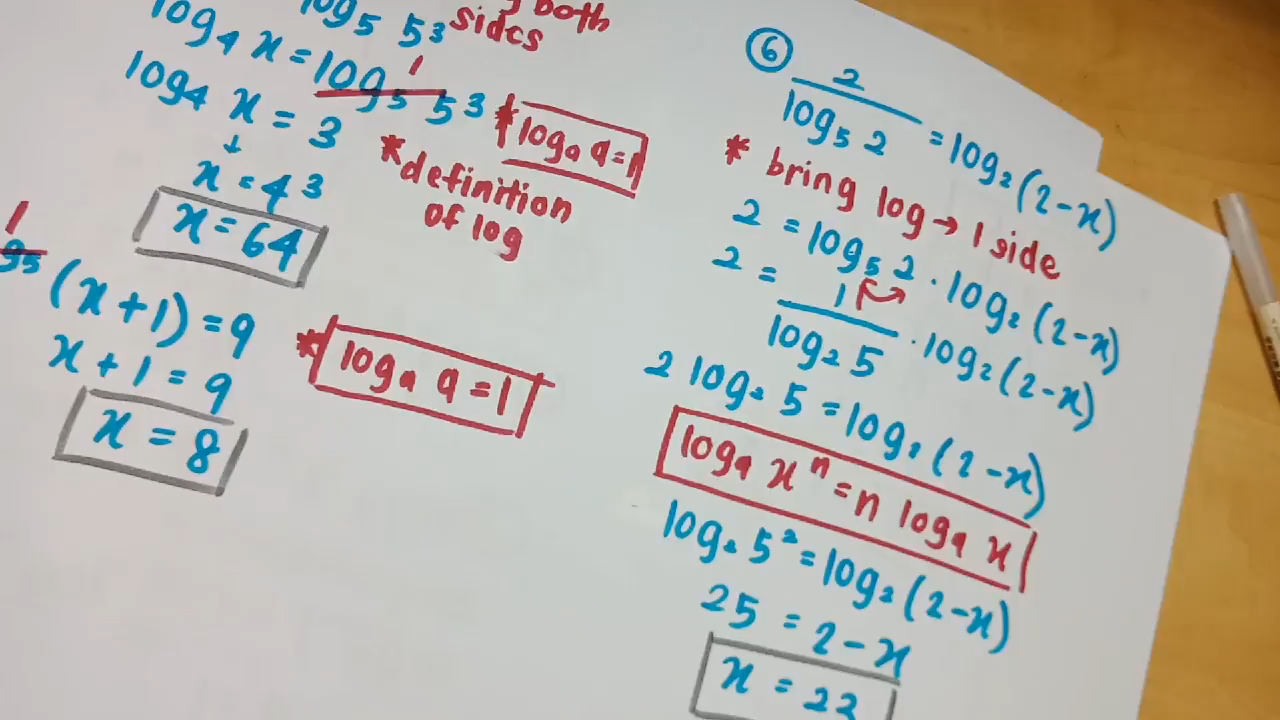 log₅ 5³
both
sides
log₄ x = log₅ 5³
1
log₄ x = 3
* logₐ a = 1
↓
x = 4³
* definition
of log
x = 64
1
(x + 1) = 9
x + 1 = 9
* logₐ a = 1
x = 8
⑥ 2 / log₅ 2 = log₂ (2 - x)
* bring log → 1 side
2 = log₅ 2 · log₂ (2 - x)
2 = 1 / log₂ 5 · log₂ (2 - x)
2 log₂ 5 = log₂ (2 - x)
logₐ xⁿ = n logₐ x
log₂ 5² = log₂ (2 - x)
25 = 2 - x
x = 23